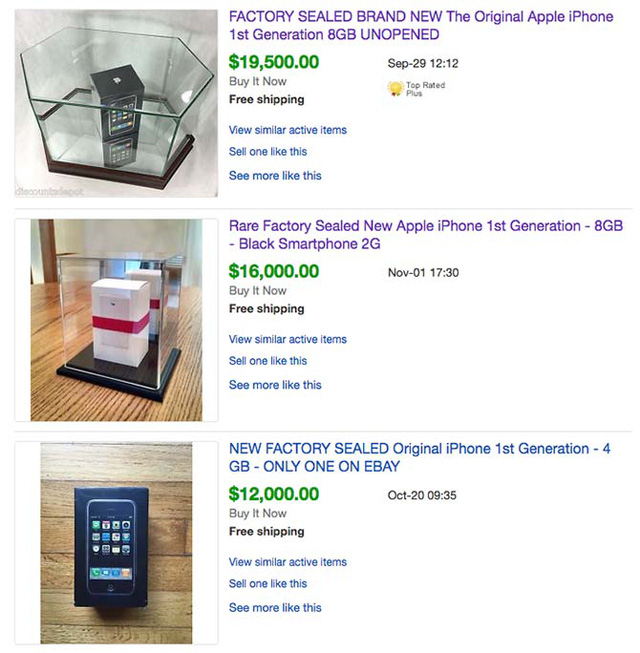 FACTORY SEALED BRAND NEW The Original Apple iPhone
1st Generation 8GB UNOPENED
$19,500.00
Sep-29 12:12
Buy It Now
Top Rated
Plus
Free shipping
View similar active items
Sell one like this
See more like this
discountsdepot
Rare Factory Sealed New Apple iPhone 1st Generation - 8GB
- Black Smartphone 2G
$16,000.00
Nov-01 17:30
Buy It Now
Free shipping
View similar active items
Sell one like this
See more like this
NEW FACTORY SEALED Original iPhone 1st Generation - 4
GB - ONLY ONE ON EBAY
$12,000.00
Oct-20 09:35
Buy It Now
Free shipping
View similar active items
Sell one like this
See more like this